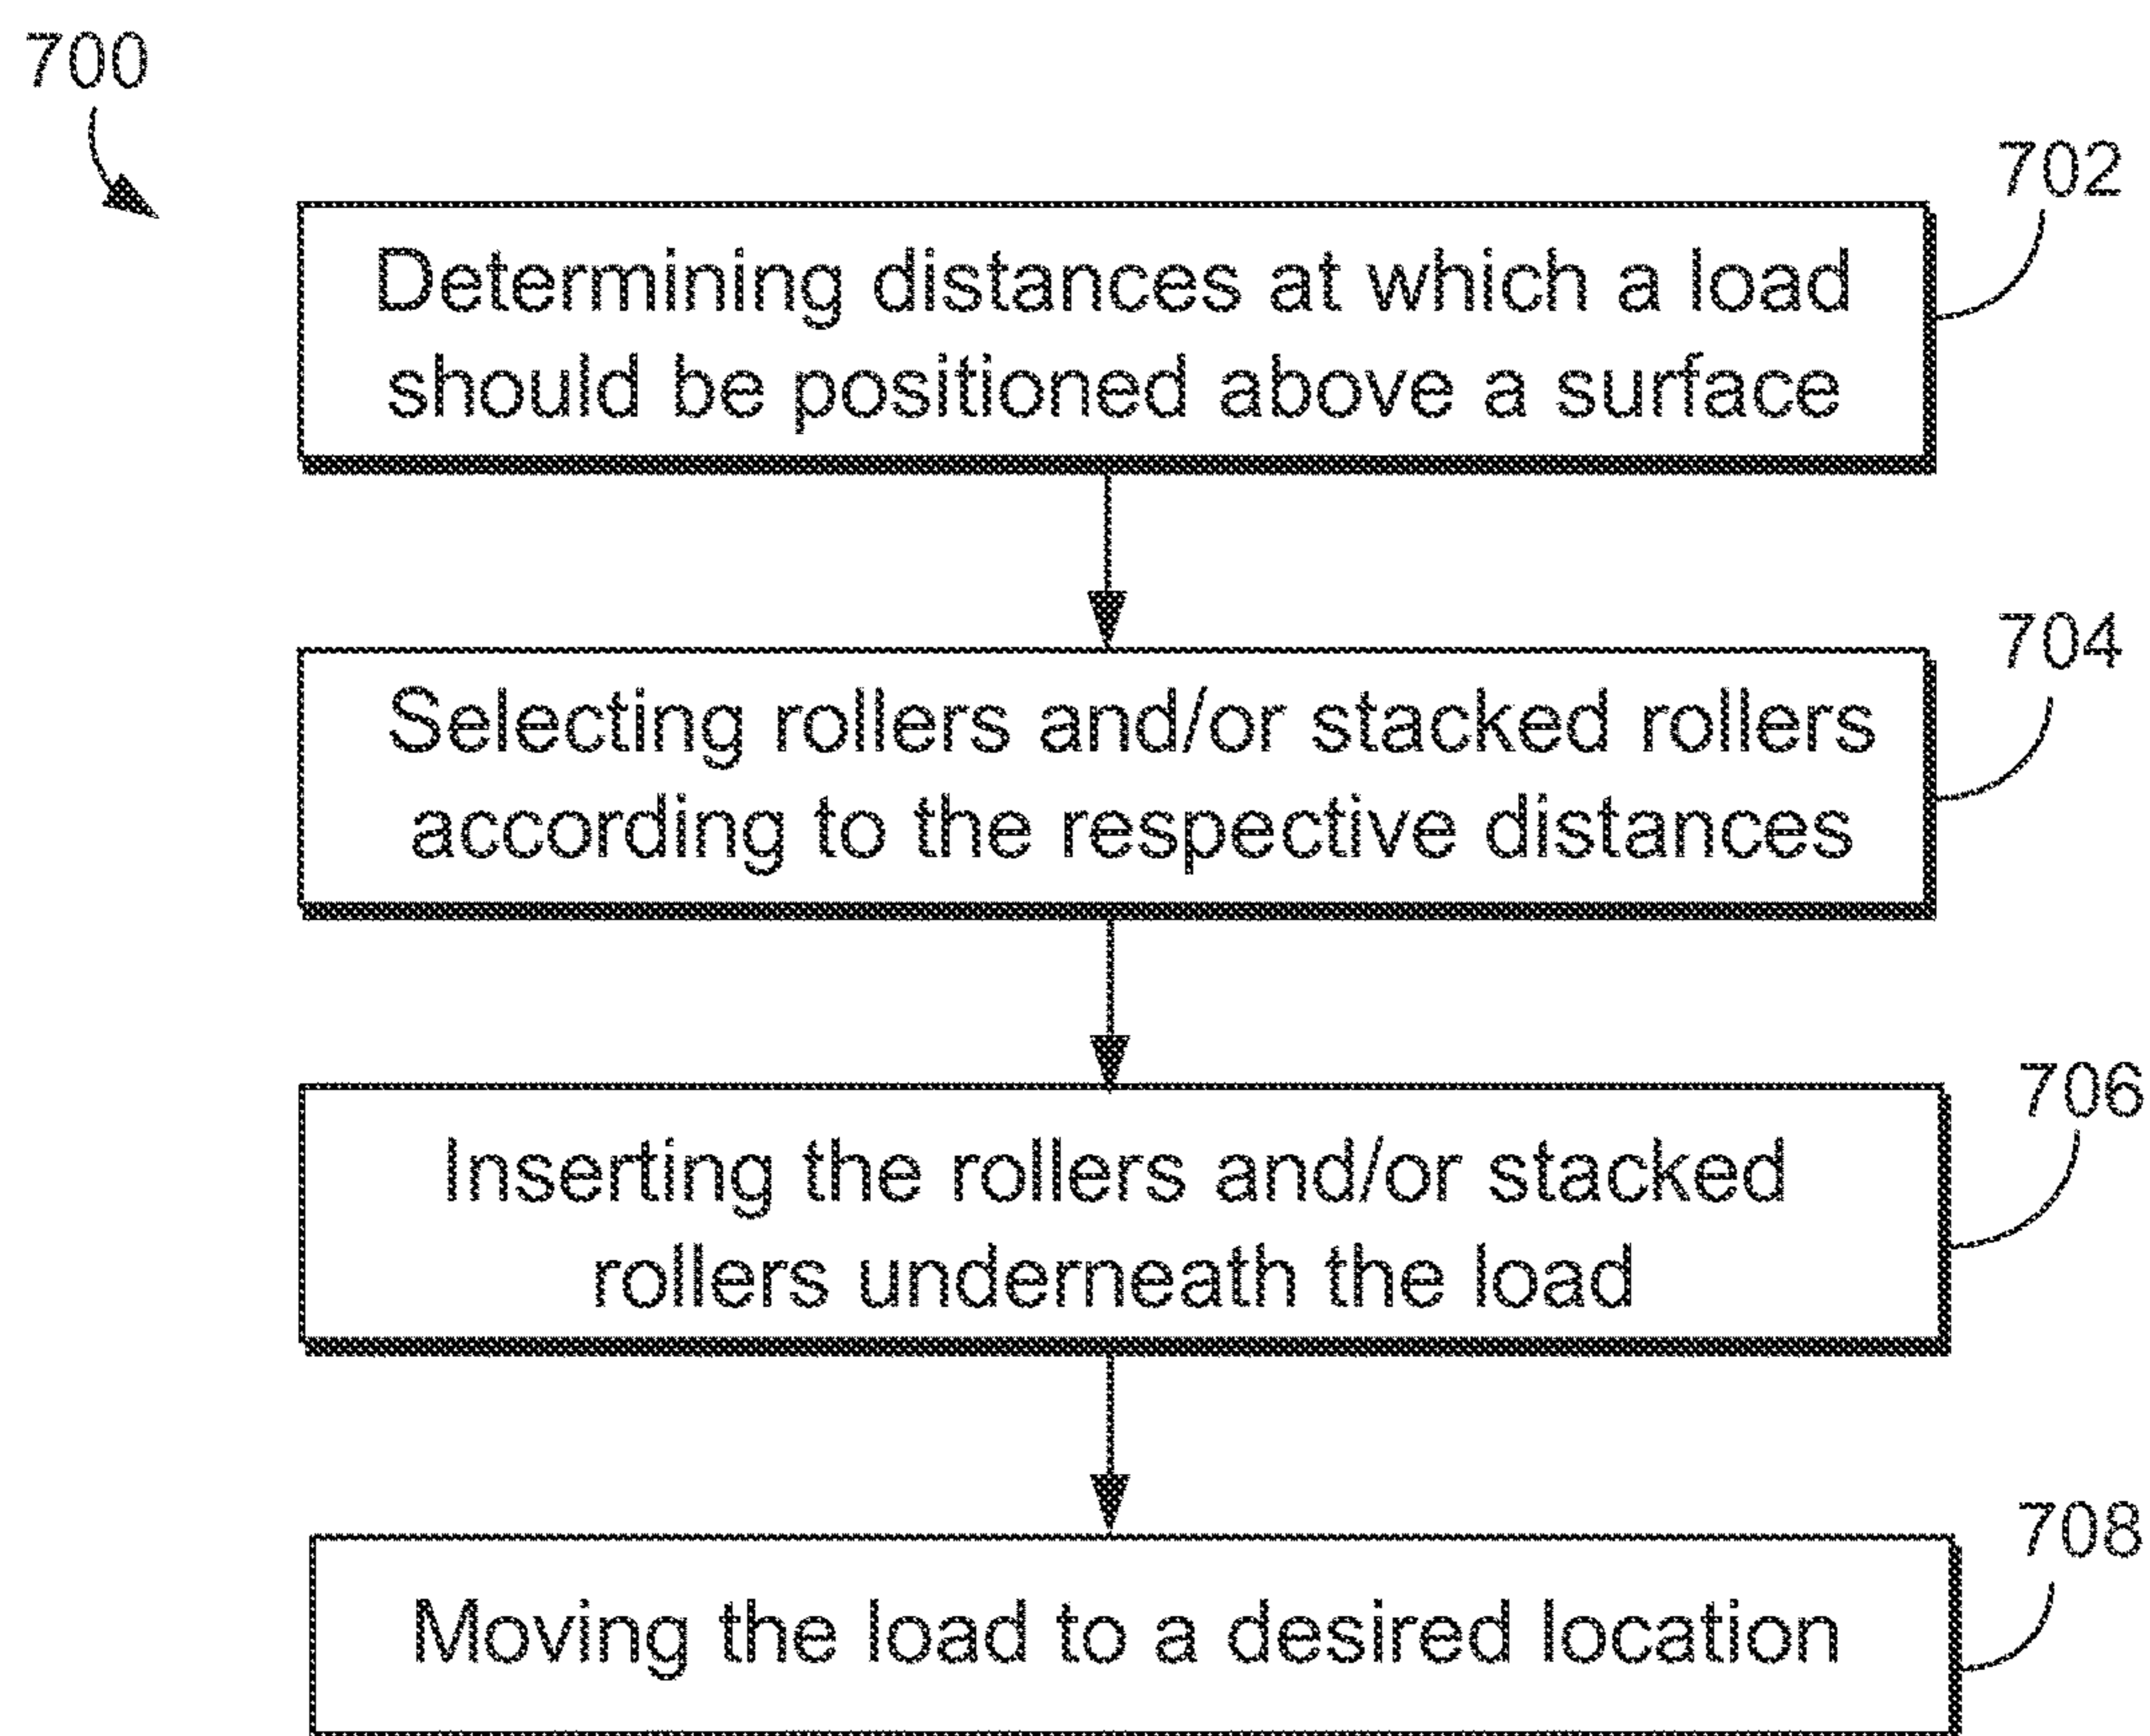 700
702
Determining distances at which a load
should be positioned above a surface
704
Selecting rollers and/or stacked rollers
according to the respective distances
706
Inserting the rollers and/or stacked
rollers underneath the load
708
Moving the load to a desired location